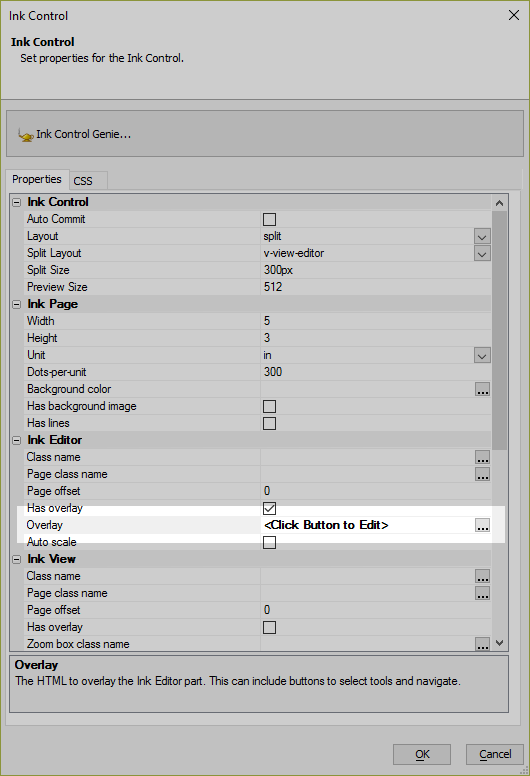 Ink Control
Ink Control
Set properties for the Ink Control.
Ink Control Genie...
Properties CSS
Ink Control
Auto Commit
Layout split
Split Layout v-view-editor
Split Size 300px
Preview Size 512
Ink Page
Width 5
Height 3
Unit in
Dots-per-unit 300
Background color ...
Has background image
Has lines
Ink Editor
Class name ...
Page class name ...
Page offset 0
Has overlay
Overlay <Click Button to Edit> ...
Auto scale
Ink View
Class name ...
Page class name ...
Page offset 0
Has overlay
Zoom box class name ...
Overlay
The HTML to overlay the Ink Editor part. This can include buttons to select tools and navigate.
OK Cancel